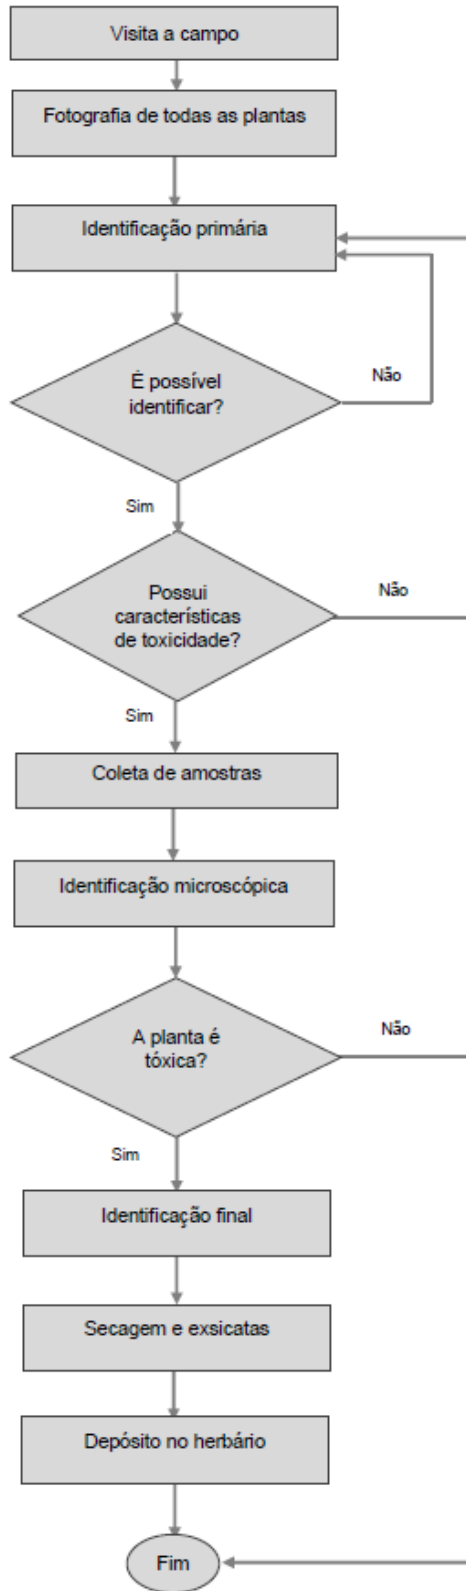 Visita a campo
Fotografia de todas as plantas
Identificação primária
É possível
identificar?
Não
Sim
Possui
características
de toxicidade?
Não
Sim
Coleta de amostras
Identificação microscópica
A planta é
tóxica?
Não
Sim
Identificação final
Secagem e exsicatas
Depósito no herbário
Fim